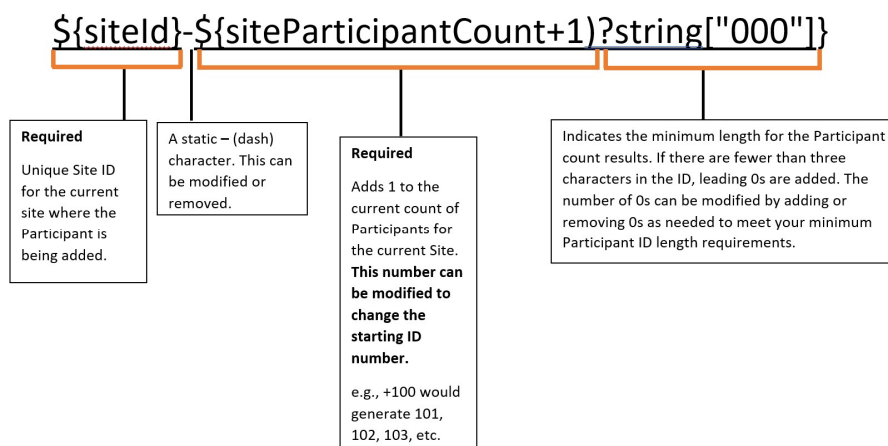 ${siteId}-${siteParticipantCount+1)?string["000"]}
Required
Unique Site ID
for the current
site where the
Participant is
being added.
A static – (dash)
character. This can
be modified or
removed.
Required
Adds 1 to the
current count of
Participants for
the current Site.
This number can
be modified to
change the
starting ID
number.
e.g., +100 would
generate 101,
102, 103, etc.
Indicates the minimum length for the Participant
count results. If there are fewer than three
characters in the ID, leading 0s are added. The
number of 0s can be modified by adding or
removing 0s as needed to meet your minimum
Participant ID length requirements.